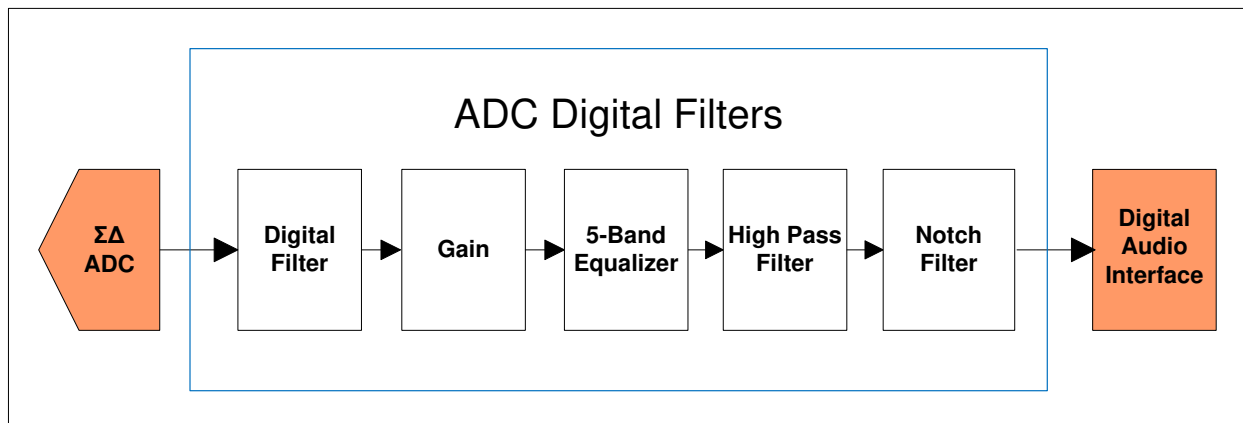 ADC Digital Filters
ΣΔ
ADC
Digital
Filter
Gain
5-Band
Equalizer
High Pass
Filter
Notch
Filter
Digital
Audio
Interface